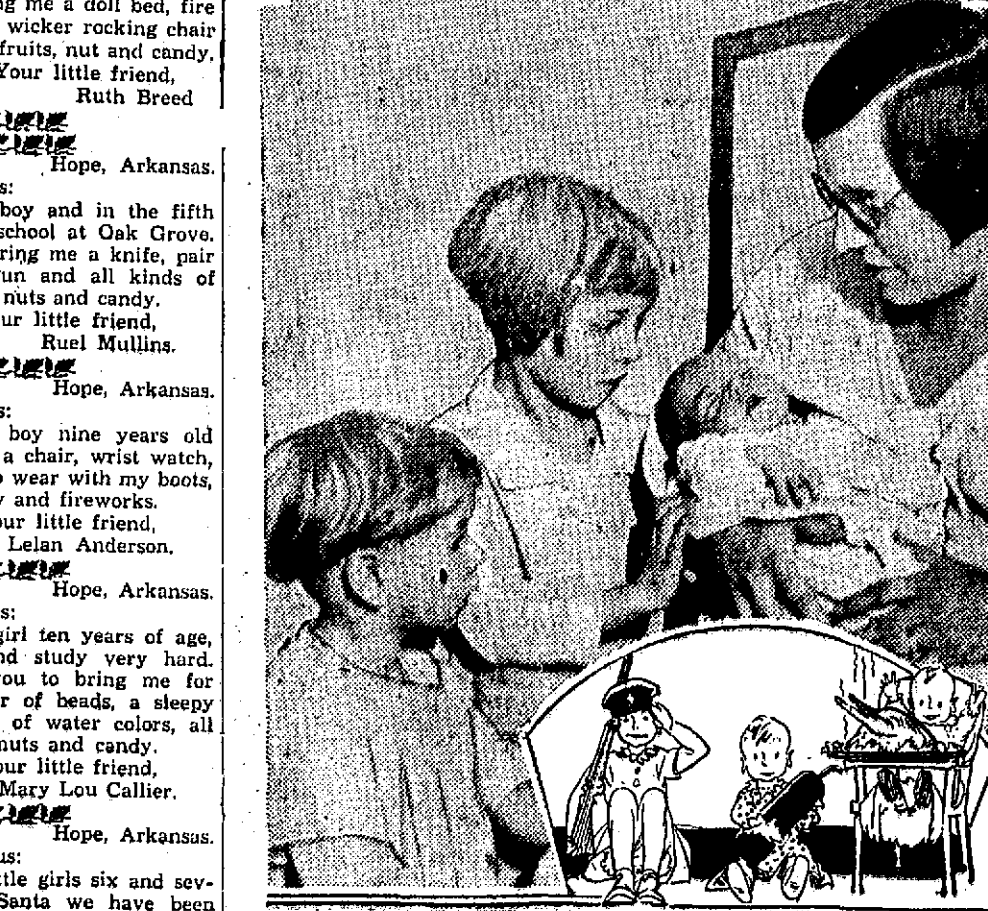 ng me a doll bed, fire
wicker rocking chair
fruits, nut and candy.
Your little friend,
Ruth Breed
Hope, Arkansas.
s:
boy and in the fifth
school at Oak Grove.
ring me a knife, pair
un and all kinds of
nuts and candy.
ur little friend,
Ruel Mullins.
Hope, Arkansas.
s:
boy nine years old
a chair, wrist watch,
o wear with my boots,
y and fireworks.
our little friend,
Lelan Anderson.
Hope, Arkansas.
s:
girl ten years of age,
nd study very hard.
you to bring me for
r of beads, a sleepy
of water colors, all
nuts and candy.
our little friend,
Mary Lou Callier.
Hope, Arkansas.
us:
ttle girls six and sev-
Santa we have been